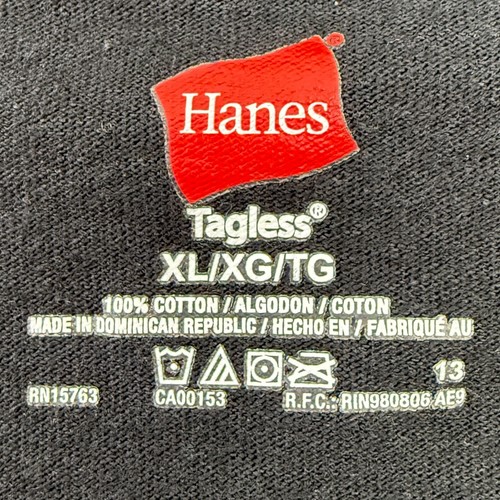 Hanes
Tagless®
XL/XG/TG
100% COTTON / ALGODON / COTON
MADE IN DOMINICAN REPUBLIC / HECHO EN / FABRIQUÉ AU
13
RN15763 CA00153 R.F.C.: RIN980806 AE9